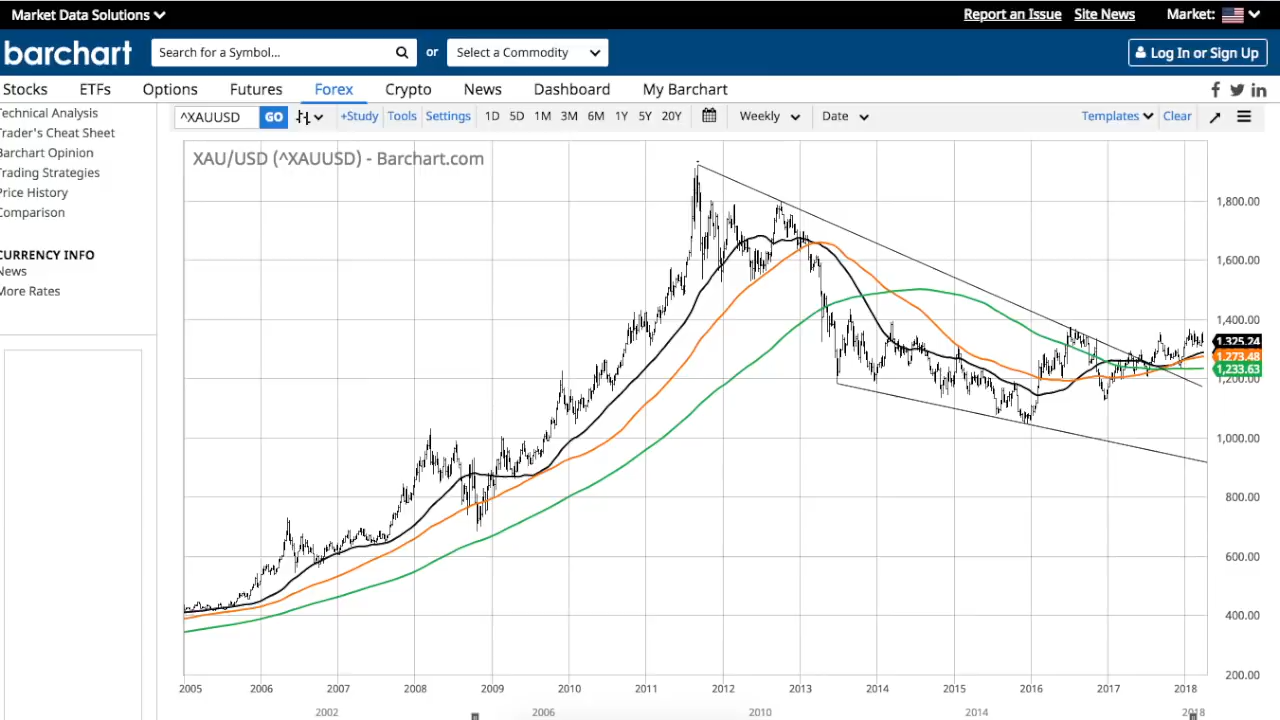 Market Data Solutions
Report an Issue Site News Market:
barchart Search for a Symbol... or Select a Commodity Log In or Sign Up
Stocks ETFs Options Futures Forex Crypto News Dashboard My Barchart
Technical Analysis
Trader's Cheat Sheet
Barchart Opinion
Trading Strategies
Price History
Comparison
CURRENCY INFO
News
More Rates
^XAUUSD GO +Study Tools Settings 1D 5D 1M 3M 6M 1Y 5Y 20Y Weekly Date Templates Clear
XAU/USD (^XAUUSD) - Barchart.com
1,800.00
1,600.00
1,400.00
1,325.24
1,273.48
1,233.63
1,200.00
1,000.00
800.00
600.00
400.00
200.00
2005 2006 2007 2008 2009 2010 2011 2012 2013 2014 2015 2016 2017 2018
2002 2006 2010 2014 2018